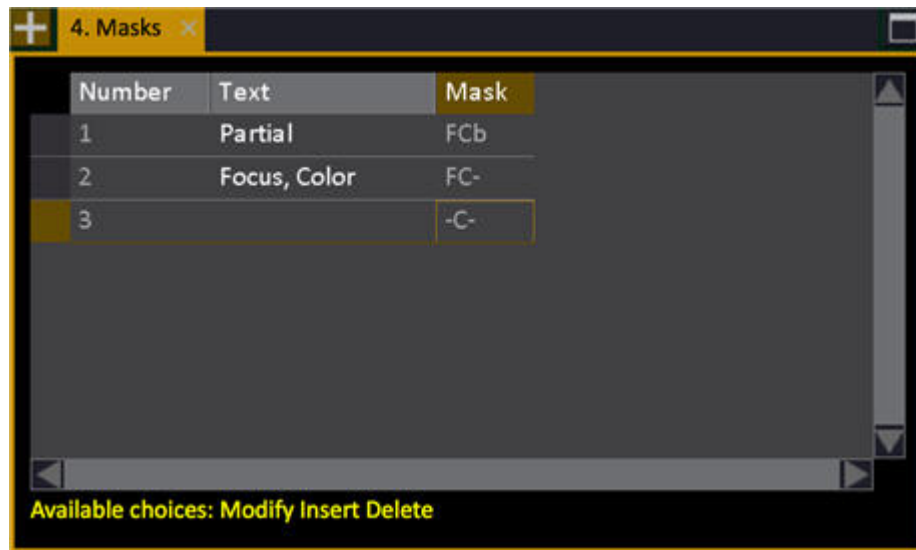 4. Masks
Number Text Mask
1 Partial FCb
2 Focus, Color FC-
3 -C-
Available choices: Modify Insert Delete